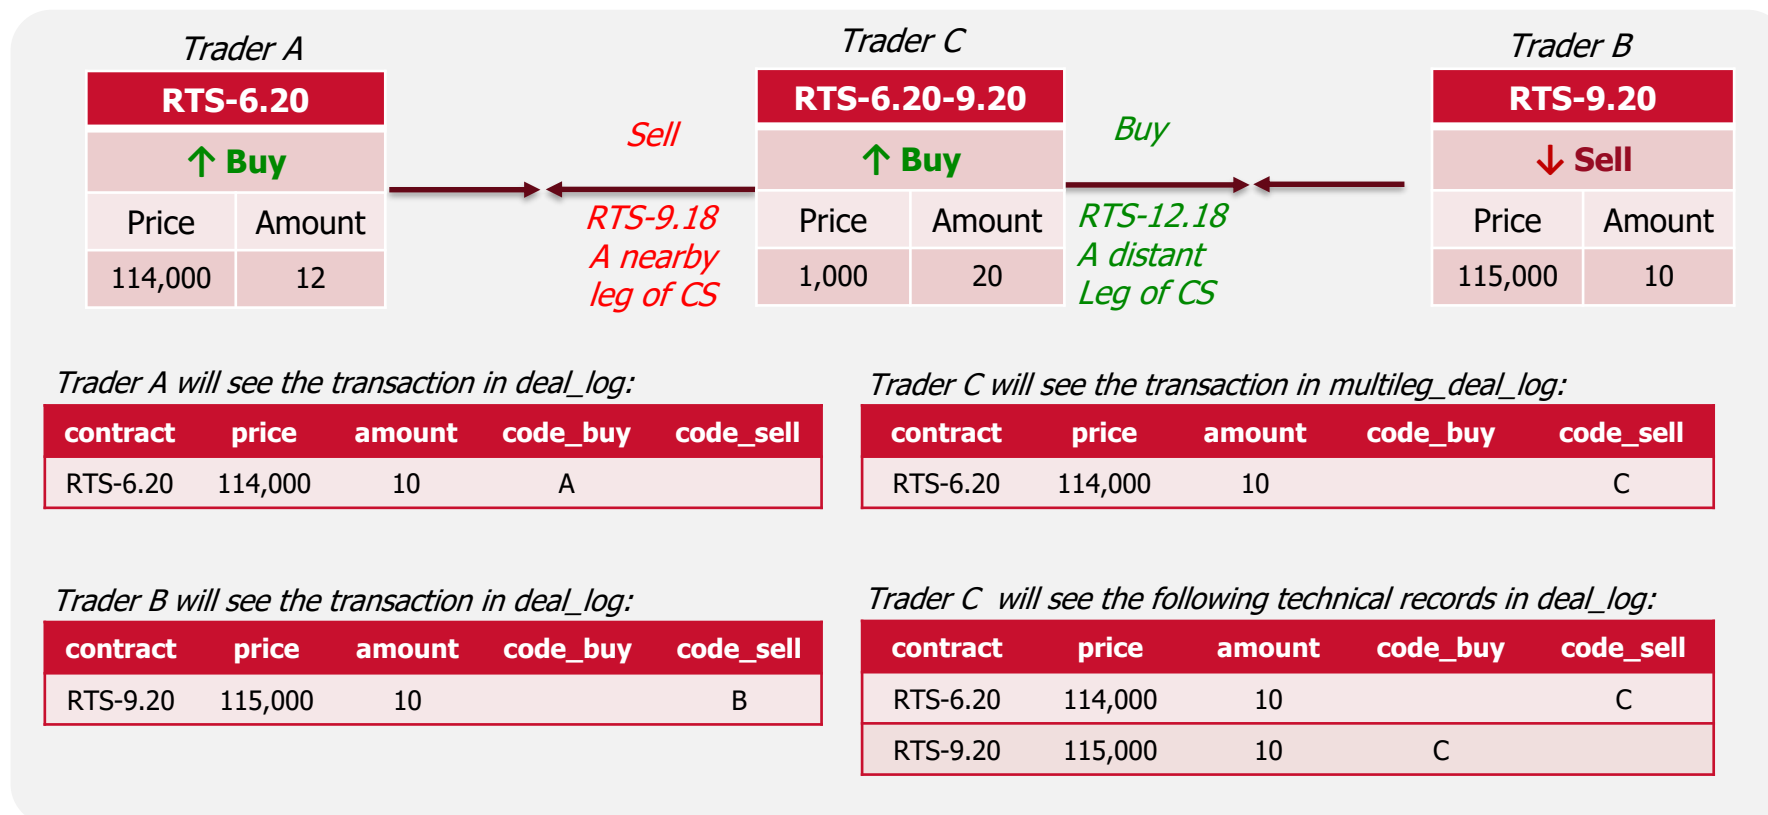 Trader A
Trader C
Trader B
RTS-6.20
↑ Buy
Price Amount
114,000 12
Sell
RTS-9.18
A nearby
leg of CS
RTS-6.20-9.20
↑ Buy
Price Amount
1,000 20
Buy
RTS-12.18
A distant
Leg of CS
RTS-9.20
↓ Sell
Price Amount
115,000 10
Trader A will see the transaction in deal_log:
contract price amount code_buy code_sell
RTS-6.20 114,000 10 A
Trader C will see the transaction in multileg_deal_log:
contract price amount code_buy code_sell
RTS-6.20 114,000 10 C
Trader B will see the transaction in deal_log:
contract price amount code_buy code_sell
RTS-9.20 115,000 10 B
Trader C will see the following technical records in deal_log:
contract price amount code_buy code_sell
RTS-6.20 114,000 10 C
RTS-9.20 115,000 10 C